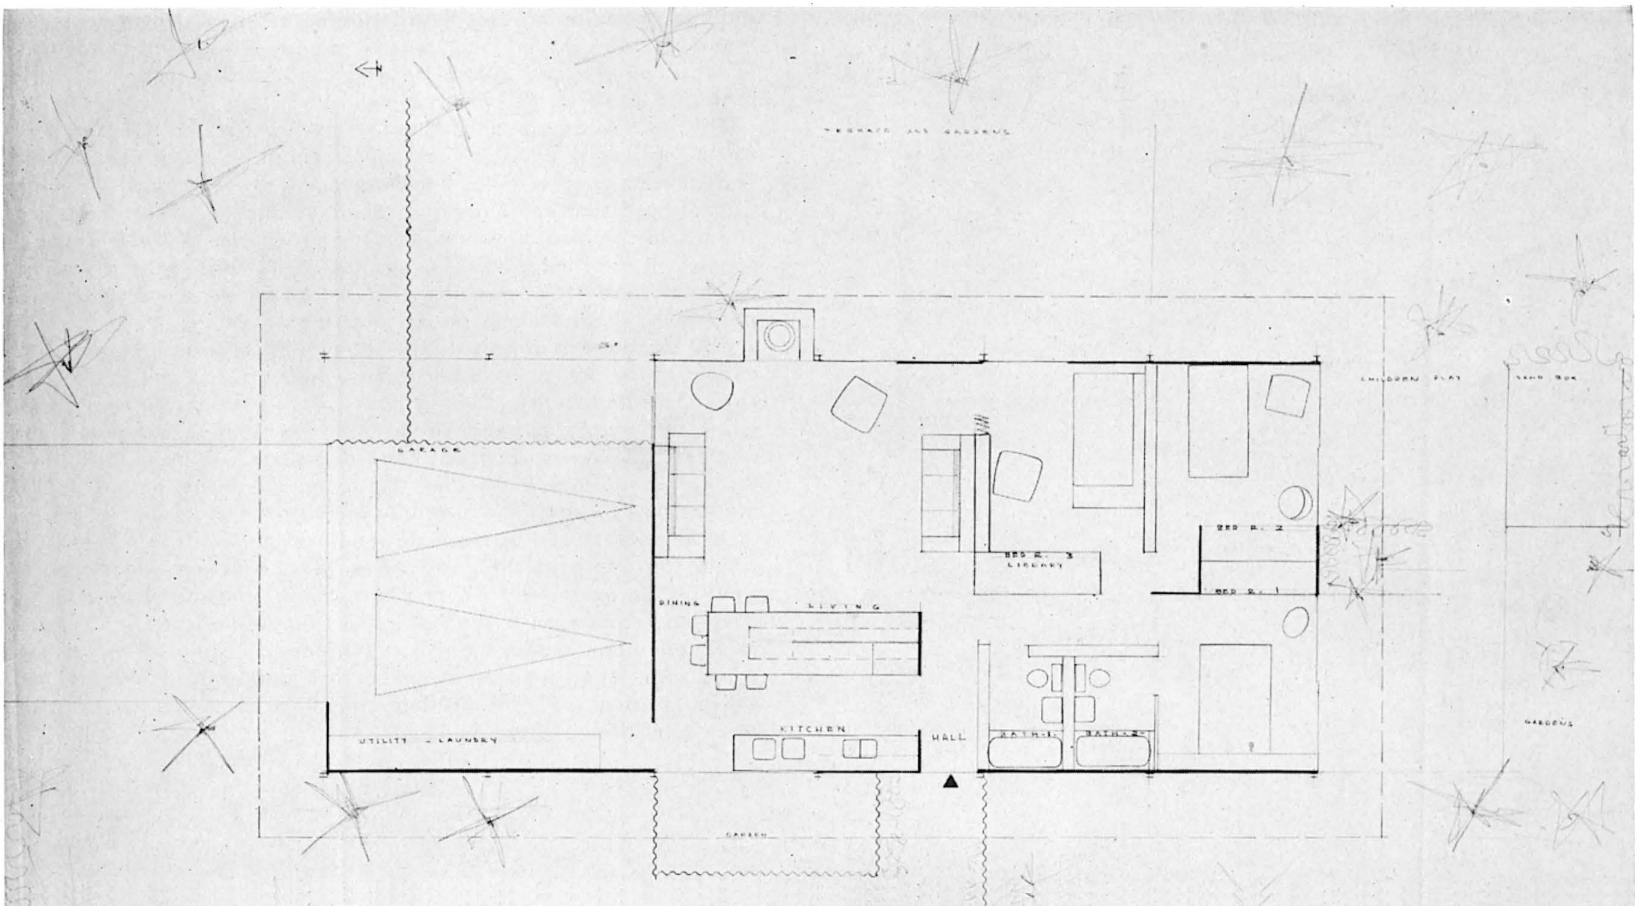 TERRACE AND GARDENS
CHILDREN PLAY
SAND BOX
GARAGE
BED R. 2
BED R. 3
LIBRARY
BED R. 1
DINING
LIVING
GARDENS
KITCHEN
HALL
BATH-1-
BATH-2-
UTILITY - LAUNDRY
GARDEN